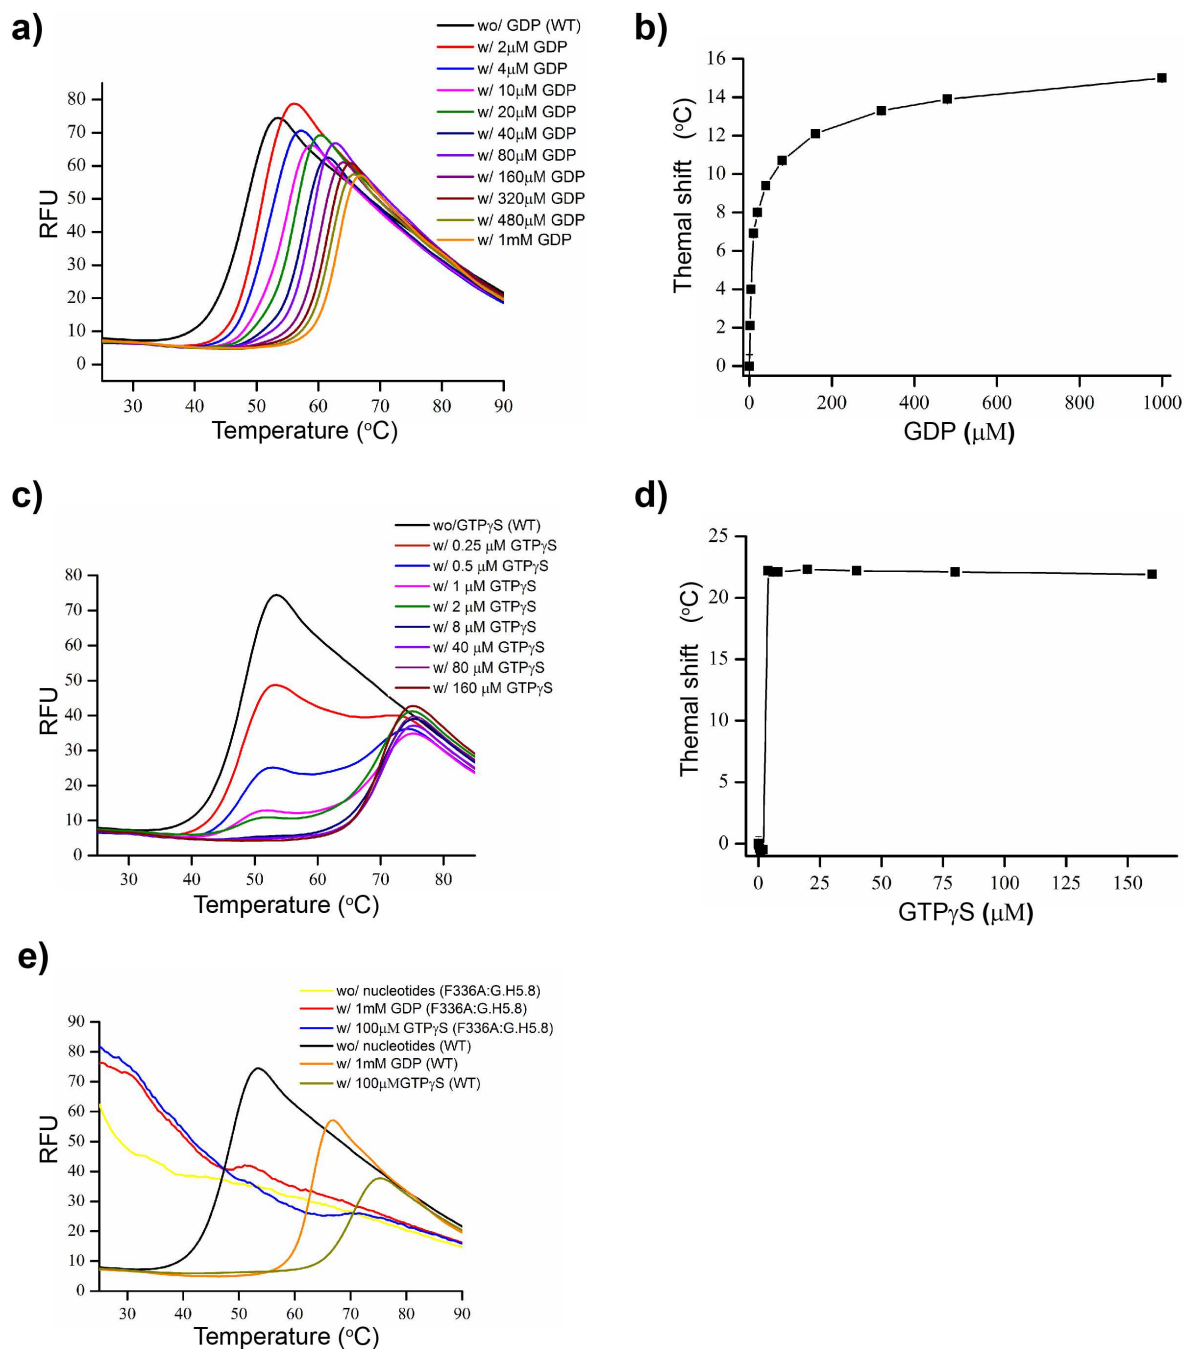 a)
wo/ GDP (WT)
w/ 2μM GDP
w/ 4μM GDP
w/ 10μM GDP
w/ 20μM GDP
w/ 40μM GDP
w/ 80μM GDP
w/ 160μM GDP
w/ 320μM GDP
w/ 480μM GDP
w/ 1mM GDP
RFU
80
70
60
50
40
30
20
10
0
30 40 50 60 70 80 90
Temperature (°C)
b)
Themal shift (°C)
16
14
12
10
8
6
4
2
0
0 200 400 600 800 1000
GDP (μM)
c)
wo/GTPγS (WT)
w/ 0.25 μM GTPγS
w/ 0.5 μM GTPγS
w/ 1 μM GTPγS
w/ 2 μM GTPγS
w/ 8 μM GTPγS
w/ 40 μM GTPγS
w/ 80 μM GTPγS
w/ 160 μM GTPγS
RFU
80
70
60
50
40
30
20
10
0
30 40 50 60 70 80
Temperature (°C)
d)
Themal shift (°C)
25
20
15
10
5
0
0 25 50 75 100 125 150
GTPγS (μM)
e)
wo/ nucleotides (F336A:G.H5.8)
w/ 1mM GDP (F336A:G.H5.8)
w/ 100μM GTPγS (F336A:G.H5.8)
wo/ nucleotides (WT)
w/ 1mM GDP (WT)
w/ 100μMGTPγS (WT)
RFU
90
80
70
60
50
40
30
20
10
0
30 40 50 60 70 80 90
Temperature (°C)